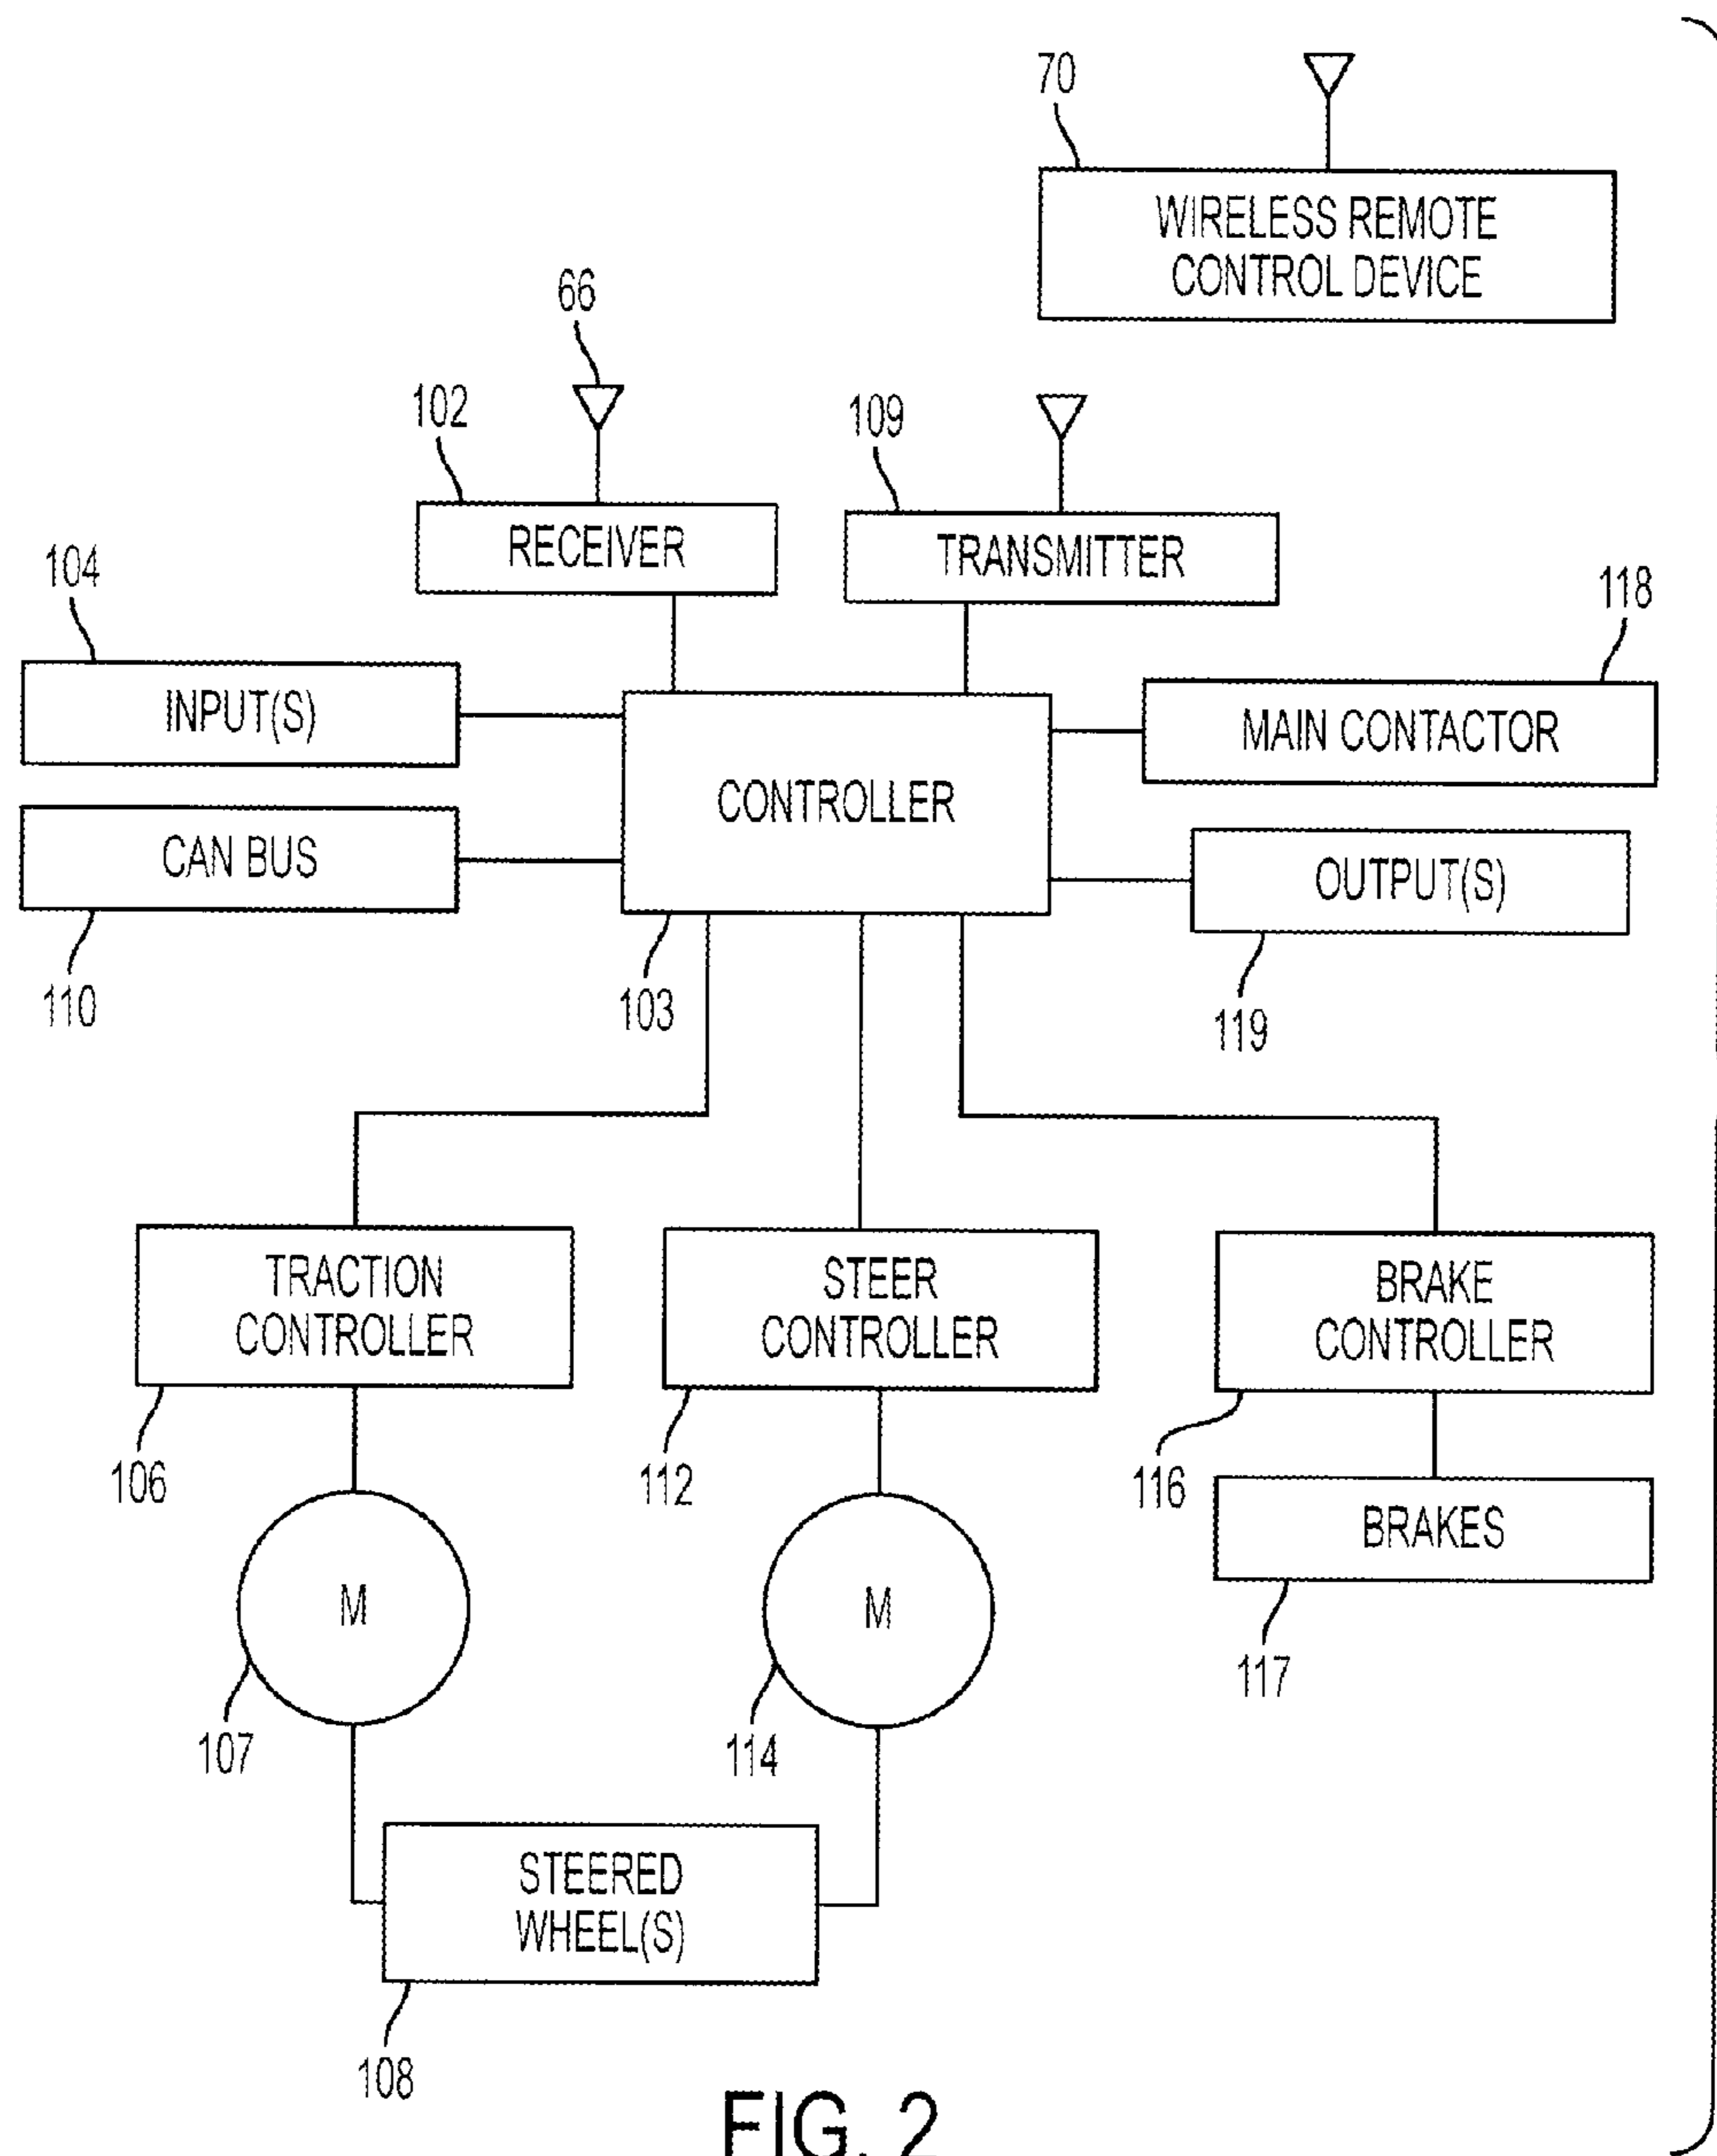 70
WIRELESS REMOTE
CONTROL DEVICE
66
102
109
RECEIVER
TRANSMITTER
104
118
INPUT(S)
MAIN CONTACTOR
CONTROLLER
CAN BUS
OUTPUT(S)
110
103
119
TRACTION
CONTROLLER
STEER
CONTROLLER
BRAKE
CONTROLLER
106
112
116
BRAKES
M
M
117
107
114
STEERED
WHEEL(S)
108
FIG. 2